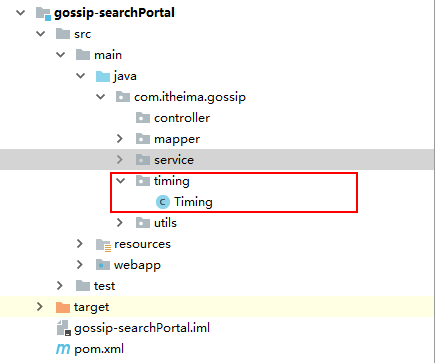 gossip-searchPortal
src
main
java
com.itheima.gossip
controller
mapper
service
timing
C Timing
utils
resources
webapp
test
target
gossip-searchPortal.iml
m pom.xml